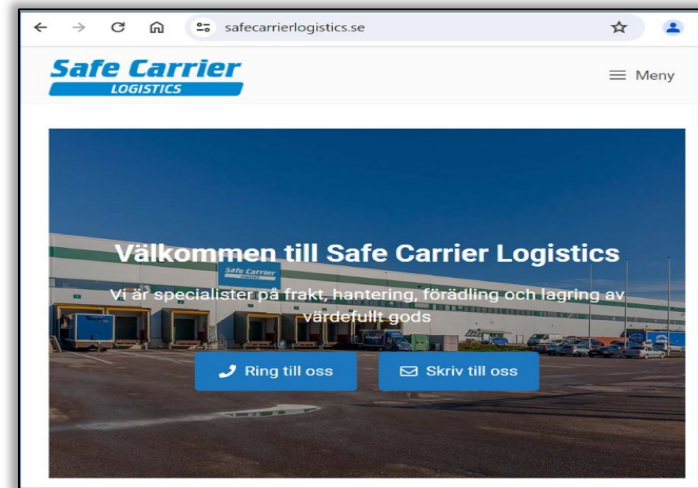 safecarrierlogistics.se
Safe Carrier
LOGISTICS
Meny
Välkommen till Safe Carrier Logistics
Safe Carrier
Vi är specialister på frakt, hantering, förädling och lagring av
värdefullt gods
Ring till oss
Skriv till oss